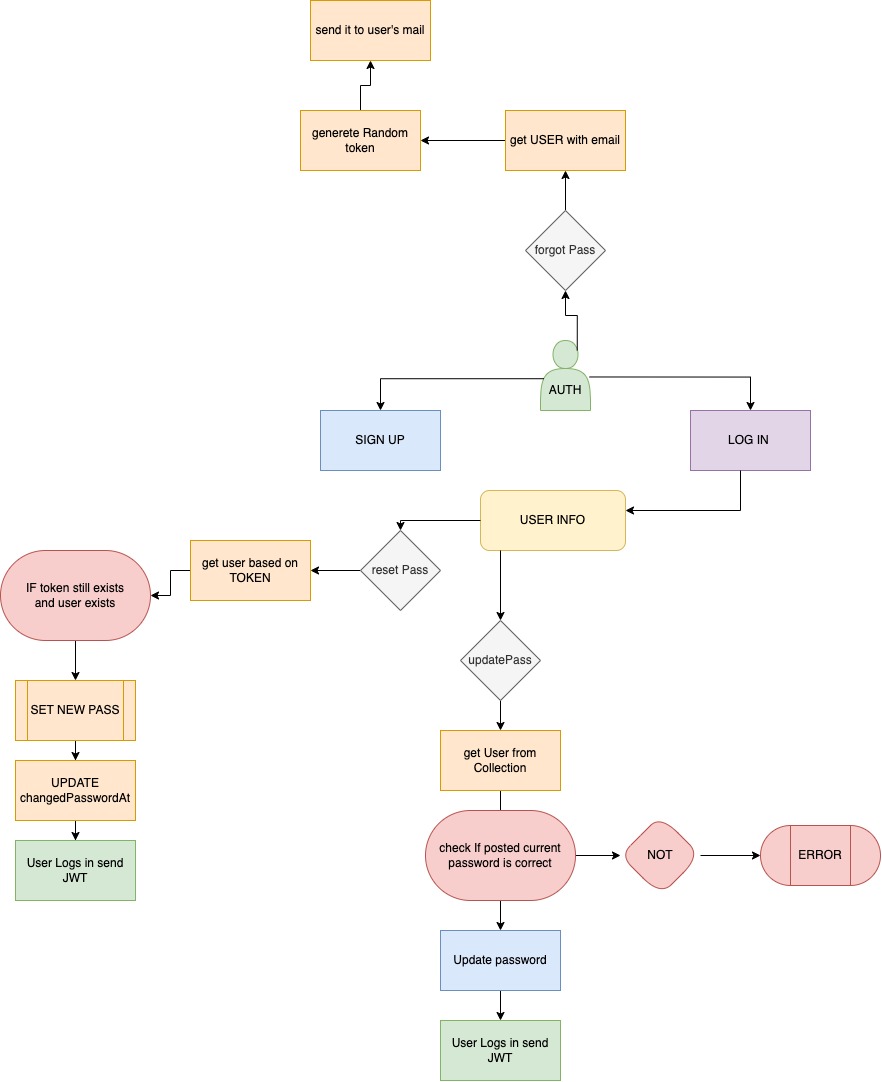 send it to user's mail
generete Random
token
get USER with email
forgot Pass
AUTH
SIGN UP
LOG IN
USER INFO
reset Pass
get user based on
TOKEN
IF token still exists
and user exists
updatePass
SET NEW PASS
get User from
Collection
UPDATE
changedPasswordAt
check If posted current
password is correct
NOT
ERROR
User Logs in send
JWT
Update password
User Logs in send
JWT